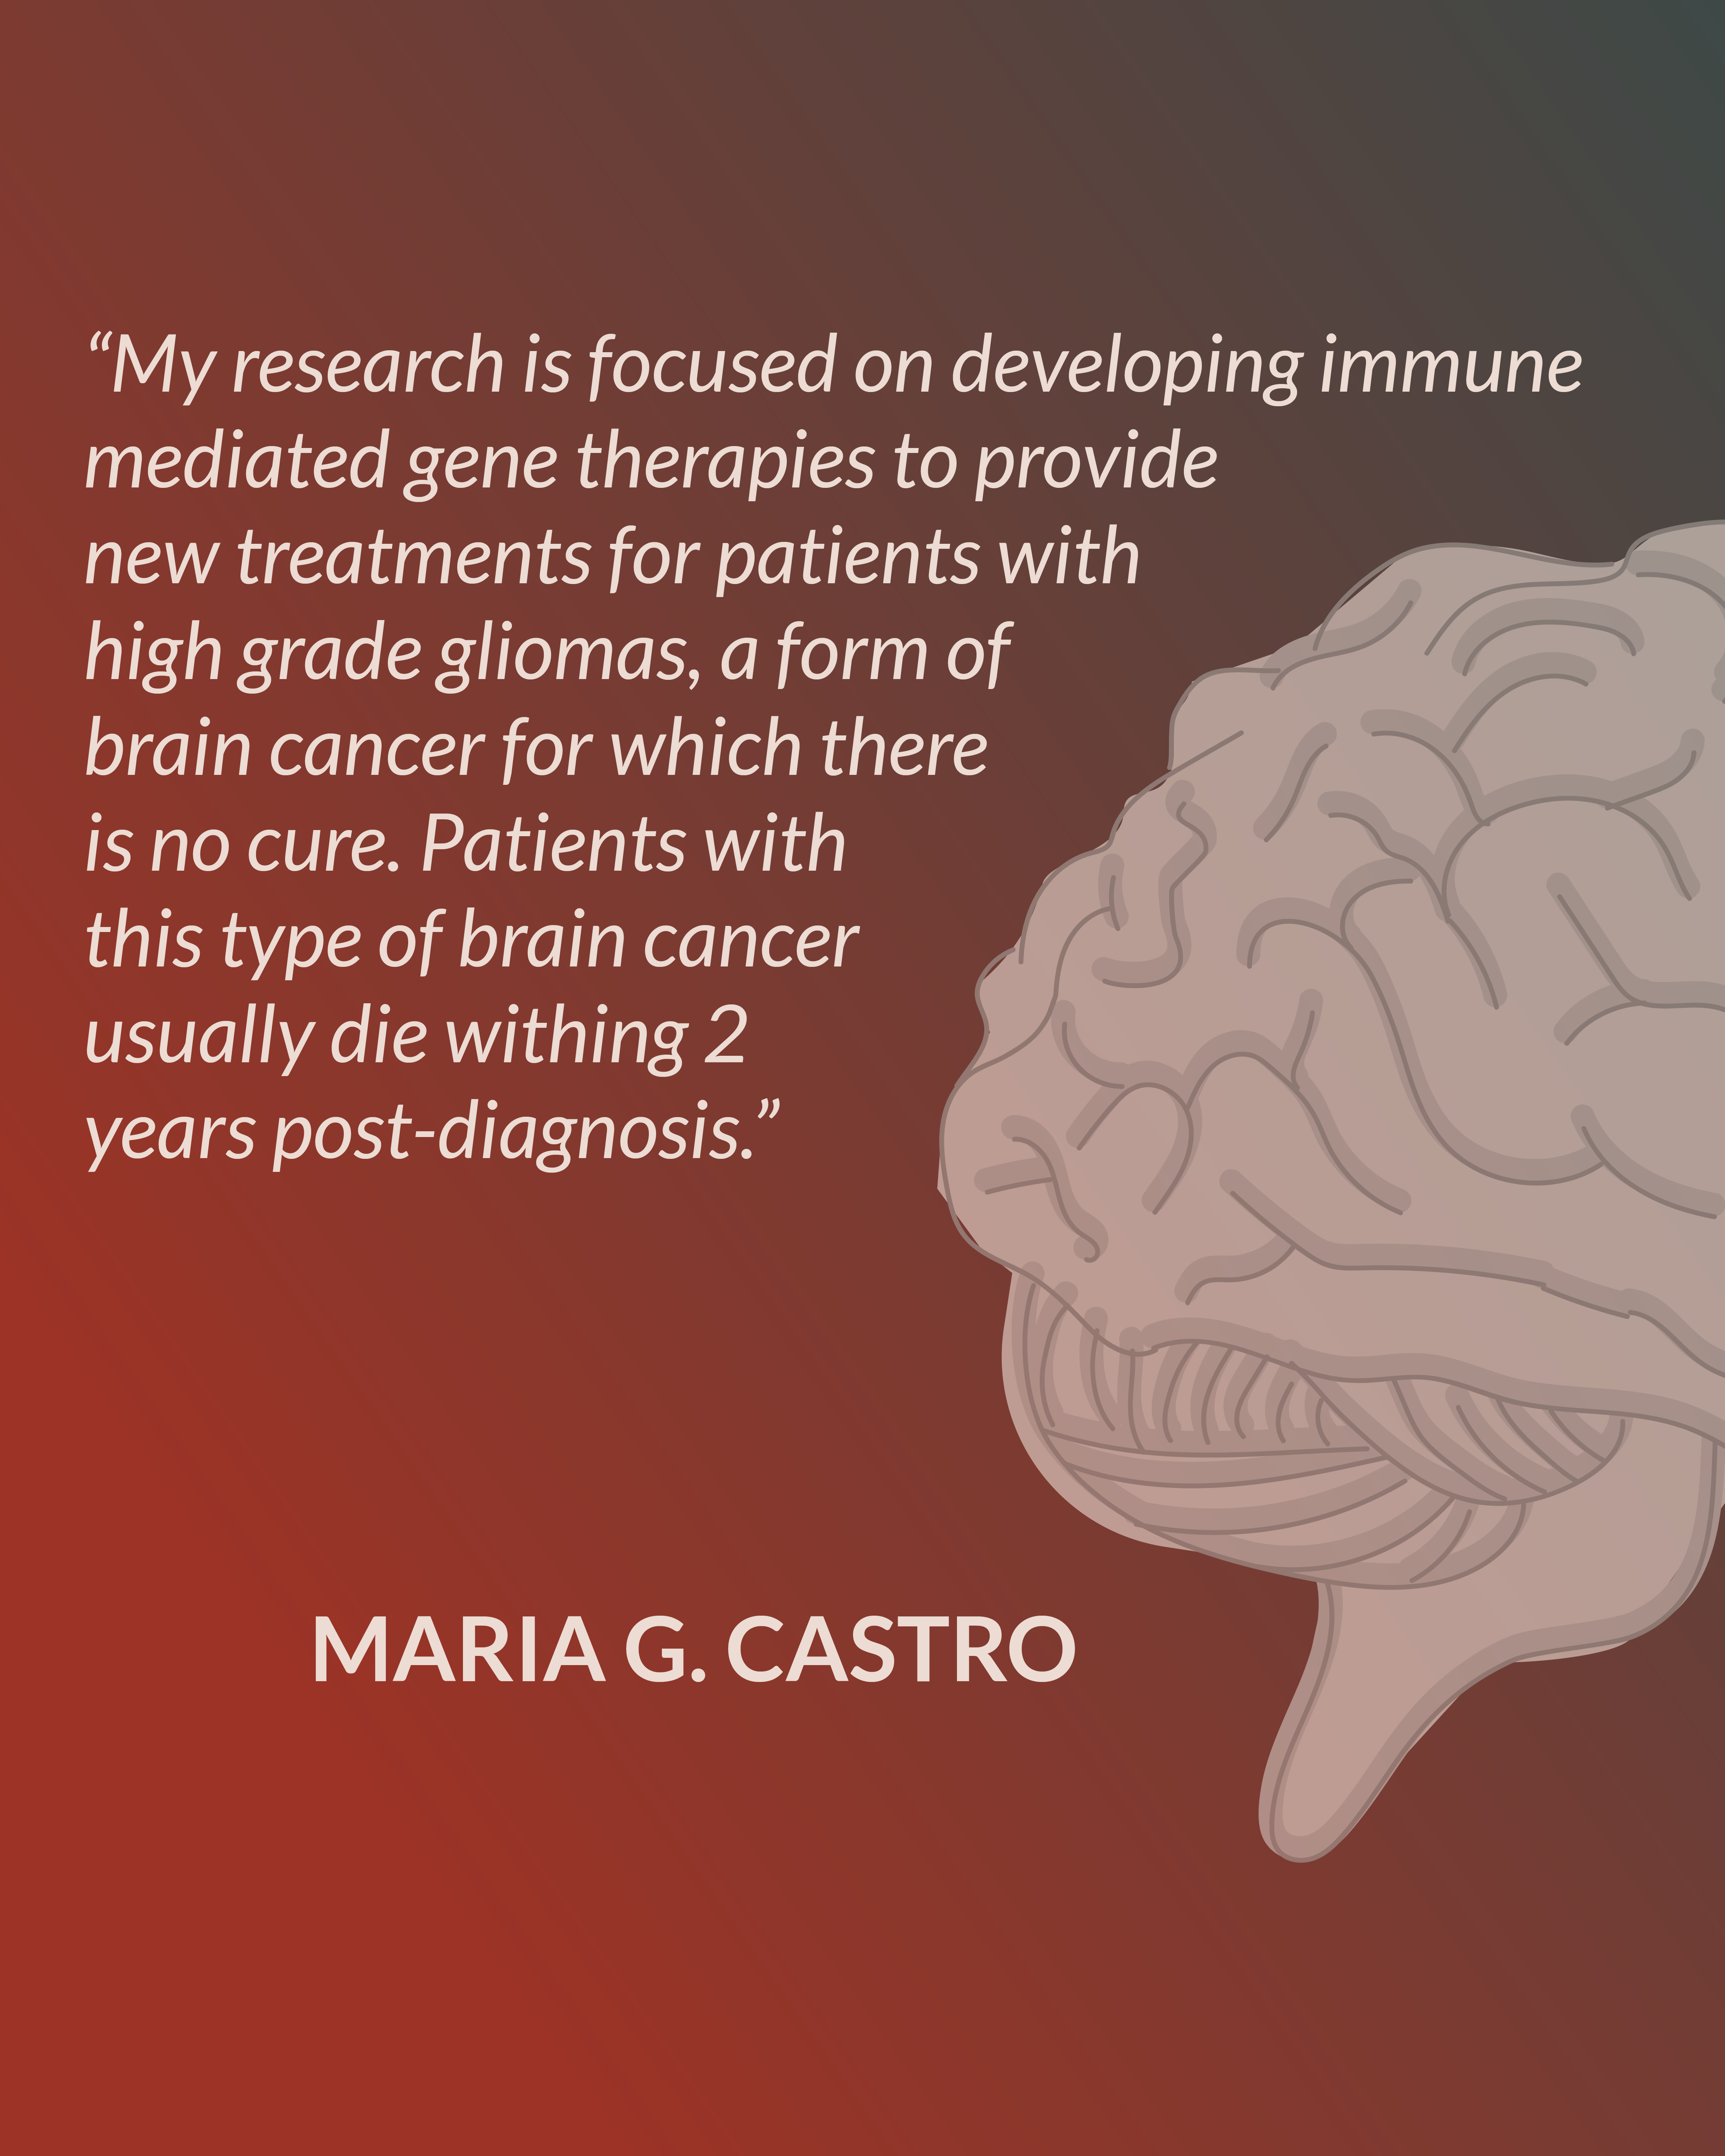 “My research is focused on developing immune
mediated gene therapies to provide
new treatments for patients with
high grade gliomas, a form of
brain cancer for which there
is no cure. Patients with
this type of brain cancer
usually die withing 2
years post-diagnosis.”
MARIA G. CASTRO